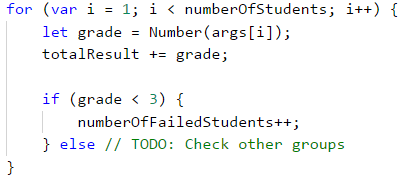 for (var i = 1; i < numberOfStudents; i++) {
    let grade = Number(args[i]);
    totalResult += grade;

    if (grade < 3) {
        numberOfFailedStudents++;
    } else // TODO: Check other groups
}